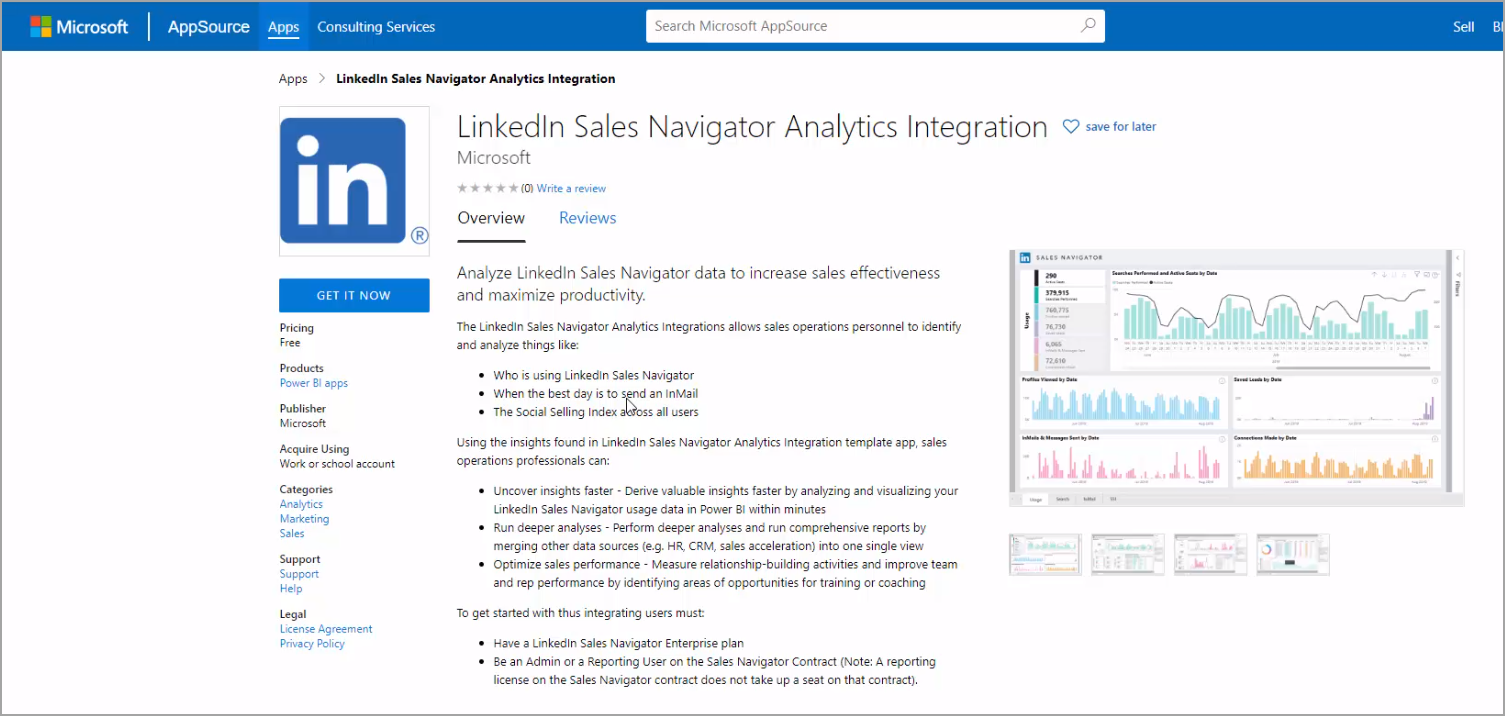 Microsoft
AppSource
Apps
Consulting Services
Search Microsoft AppSource
Sell
Apps
LinkedIn Sales Navigator Analytics Integration
in
®
LinkedIn Sales Navigator Analytics Integration
save for later
Microsoft
(0) Write a review
Overview
Reviews
GET IT NOW
Pricing
Free
Products
Power BI apps
Publisher
Microsoft
Acquire Using
Work or school account
Categories
Analytics
Marketing
Sales
Support
Support
Help
Legal
License Agreement
Privacy Policy
Analyze LinkedIn Sales Navigator data to increase sales effectiveness
and maximize productivity.
The LinkedIn Sales Navigator Analytics Integrations allows sales operations personnel to identify
and analyze things like:
Who is using LinkedIn Sales Navigator
When the best day is to send an InMail
The Social Selling Index across all users
Using the insights found in LinkedIn Sales Navigator Analytics Integration template app, sales
operations professionals can:
Uncover insights faster - Derive valuable insights faster by analyzing and visualizing your
LinkedIn Sales Navigator usage data in Power BI within minutes
Run deeper analyses - Perform deeper analyses and run comprehensive reports by
merging other data sources (e.g. HR, CRM, sales acceleration) into one single view
Optimize sales performance - Measure relationship-building activities and improve team
and rep performance by identifying areas of opportunities for training or coaching
To get started with thus integrating users must:
Have a LinkedIn Sales Navigator Enterprise plan
Be an Admin or a Reporting User on the Sales Navigator Contract (Note: A reporting
license on the Sales Navigator contract does not take up a seat on that contract).
in SALES NAVIGATOR
Usage
290
Active Seats
379,915
Searches Performed
760,775
76,730
6,065
72,610
Searches Performed and Active Seats by Date
Filters
Profiles Viewed by Date
Saved Leads by Date
InMails & Messages Sent by Date
Connections Made by Date
Usage
Search
InMail
SSI